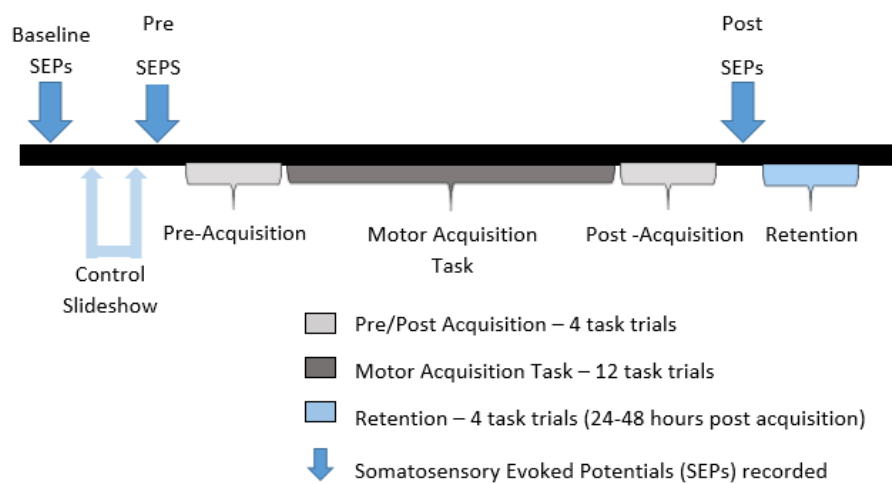 Baseline
SEPs
Pre
SEPS
Post
SEPs
Pre-Acquisition
Motor Acquisition
Task
Post -Acquisition
Retention
Control
Slideshow
Pre/Post Acquisition – 4 task trials
Motor Acquisition Task – 12 task trials
Retention – 4 task trials (24-48 hours post acquisition)
Somatosensory Evoked Potentials (SEPs) recorded